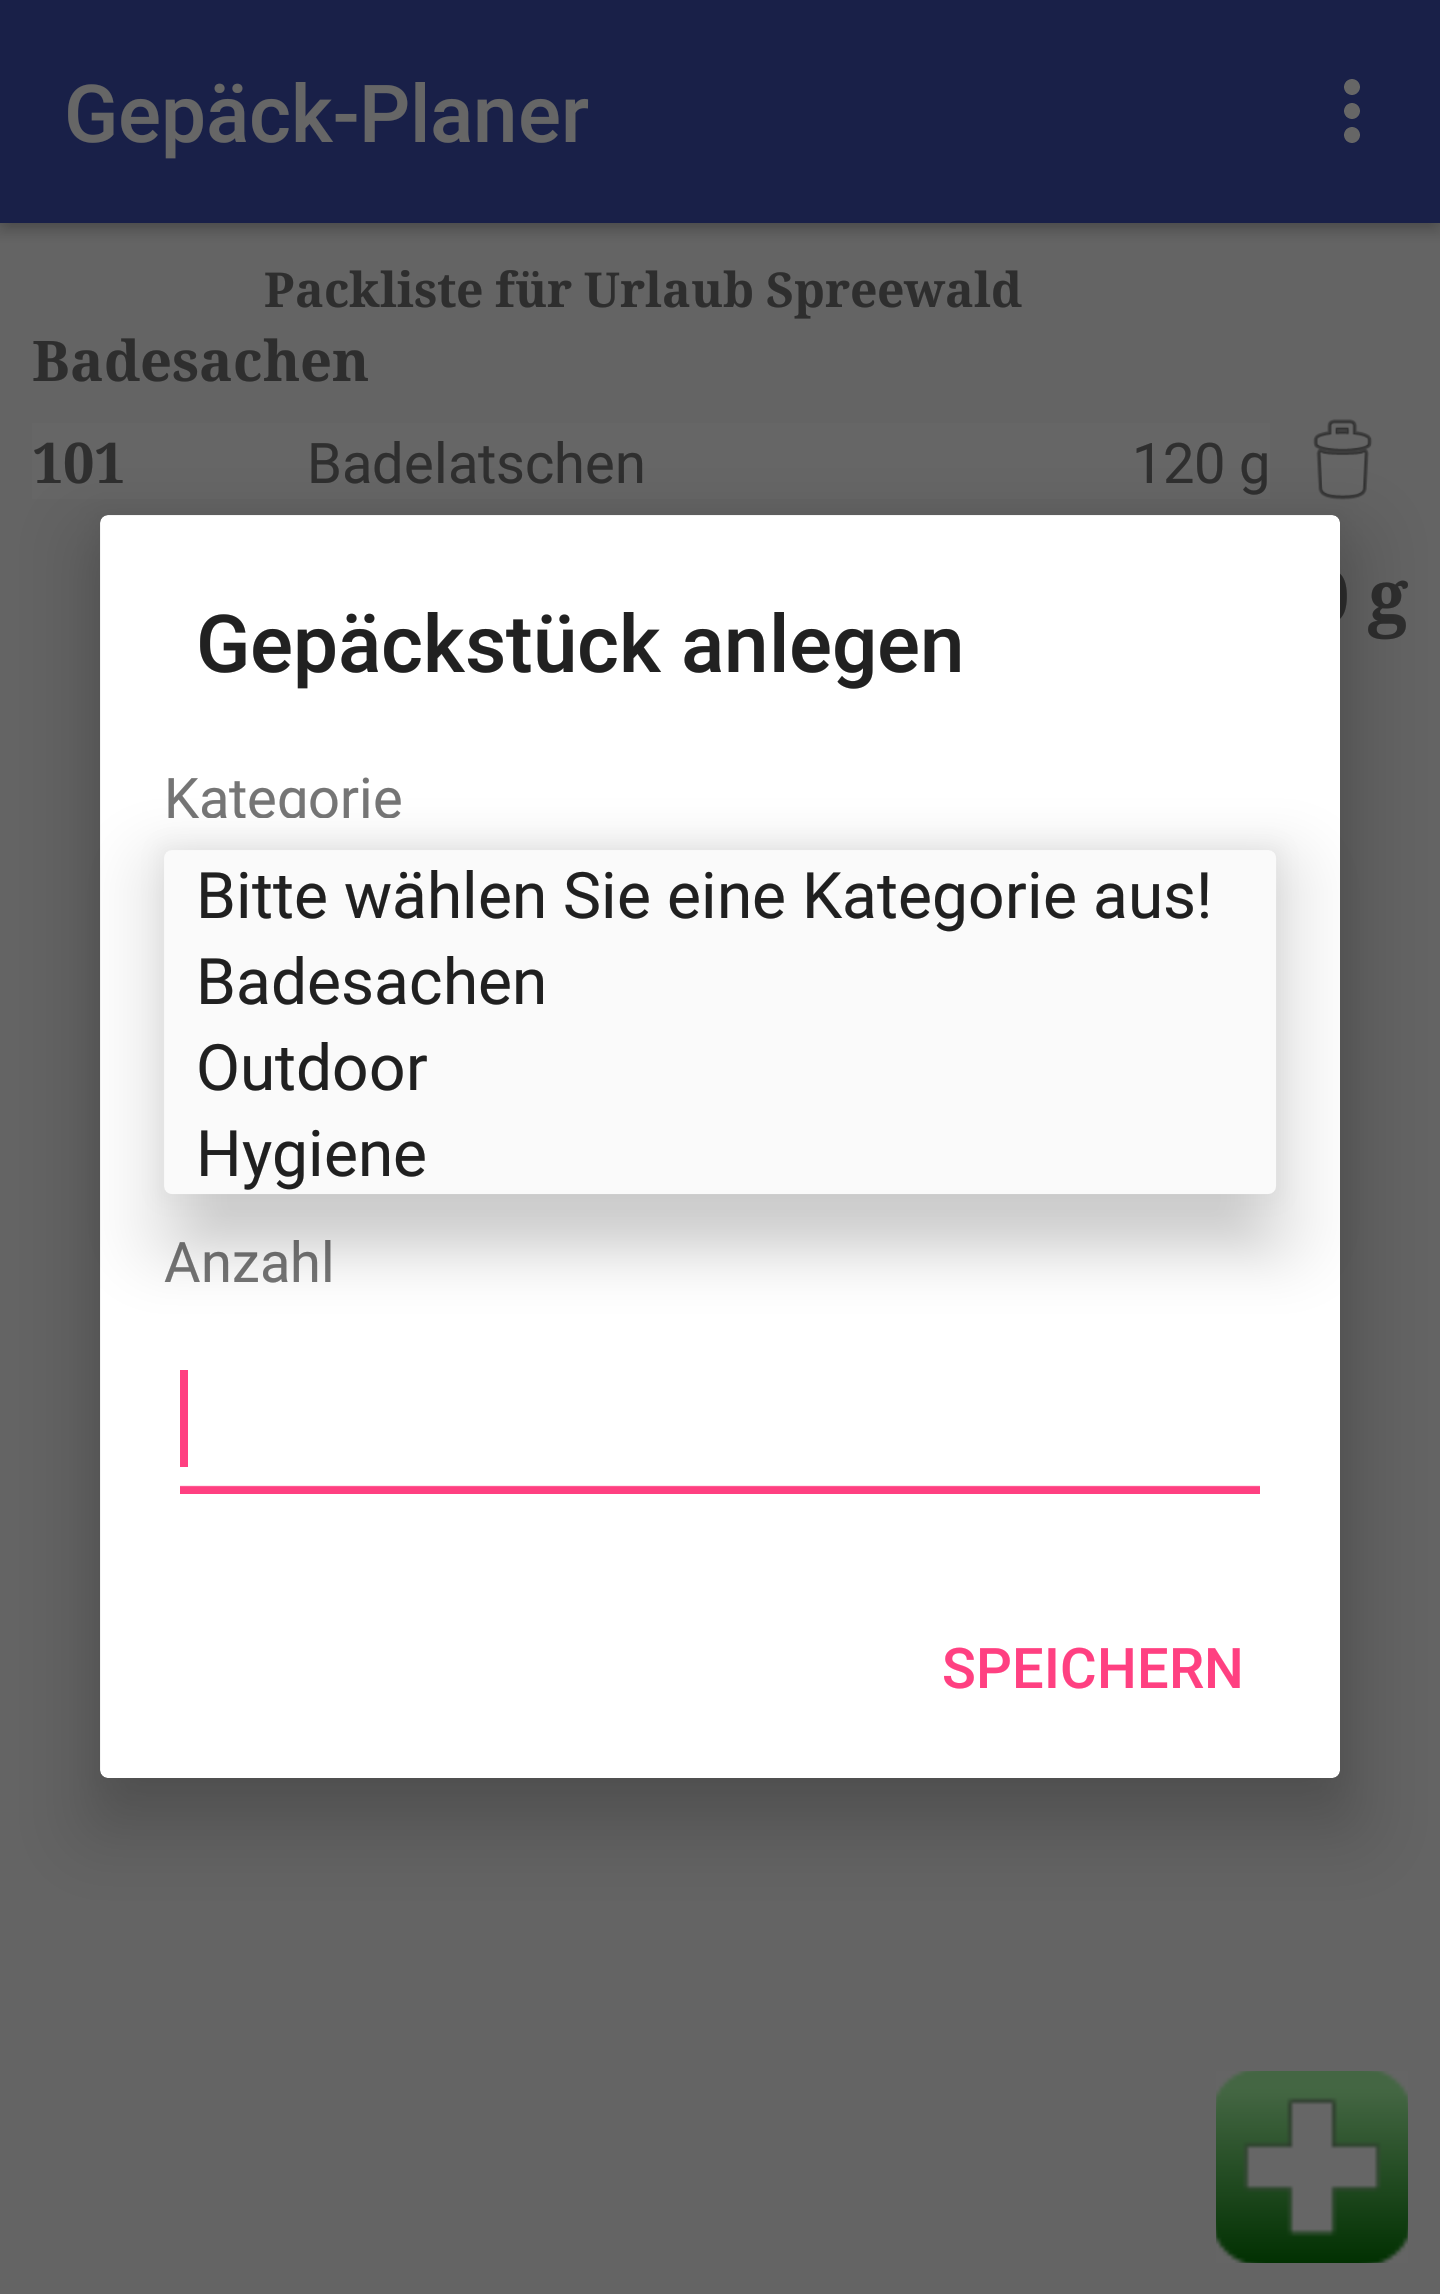 Gepäck-Planer
Packliste für Urlaub Spreewald
Badesachen
101 Badelatschen 120 g
g
Gepäckstück anlegen
Kategorie
Bitte wählen Sie eine Kategorie aus!
Badesachen
Outdoor
Hygiene
Anzahl
SPEICHERN